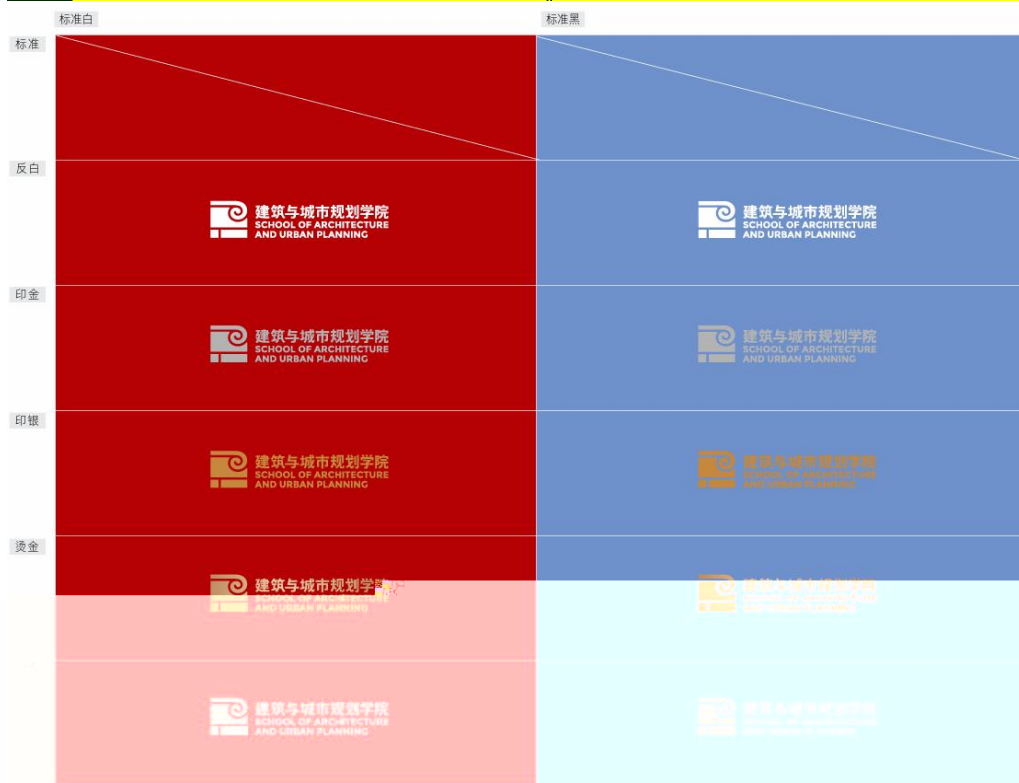 标准白
标准黑
标准
反白
建筑与城市规划学院
SCHOOL OF ARCHITECTURE
AND URBAN PLANNING
建筑与城市规划学院
SCHOOL OF ARCHITECTURE
AND URBAN PLANNING
印金
建筑与城市规划学院
SCHOOL OF ARCHITECTURE
AND URBAN PLANNING
建筑与城市规划学院
SCHOOL OF ARCHITECTURE
AND URBAN PLANNING
印银
建筑与城市规划学院
SCHOOL OF ARCHITECTURE
AND URBAN PLANNING
建筑与城市规划学院
SCHOOL OF ARCHITECTURE
AND URBAN PLANNING
烫金
建筑与城市规划学
SCHOOL OF ARCHITECTURE
AND URBAN PLANNING
建筑与城市规划学院
SCHOOL OF ARCHITECTURE
AND URBAN PLANNING